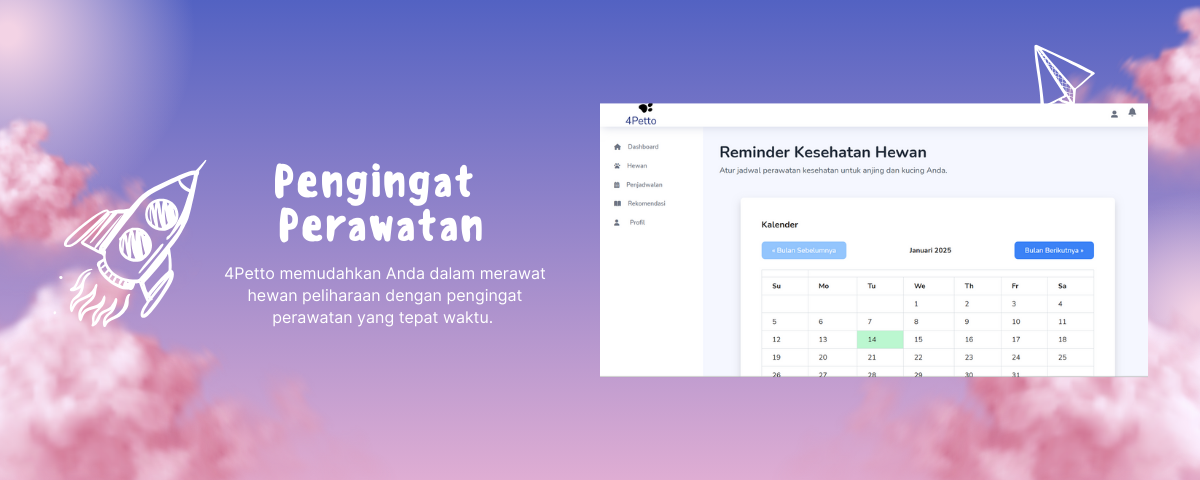 Pengingat
Perawatan
4Petto memudahkan Anda dalam merawat
hewan peliharaan dengan pengingat
perawatan yang tepat waktu.
4Petto
Dashboard
Hewan
Penjadwalan
Rekomendasi
Profil
Reminder Kesehatan Hewan
Atur jadwal perawatan kesehatan untuk anjing dan kucing Anda.
Kalender
« Bulan Sebelumnya Januari 2025 Bulan Berikutnya »
Su Mo Tu We Th Fr Sa
1 2 3 4
5 6 7 8 9 10 11
12 13 14 15 16 17 18
19 20 21 22 23 24 25
26 27 28 29 30 31